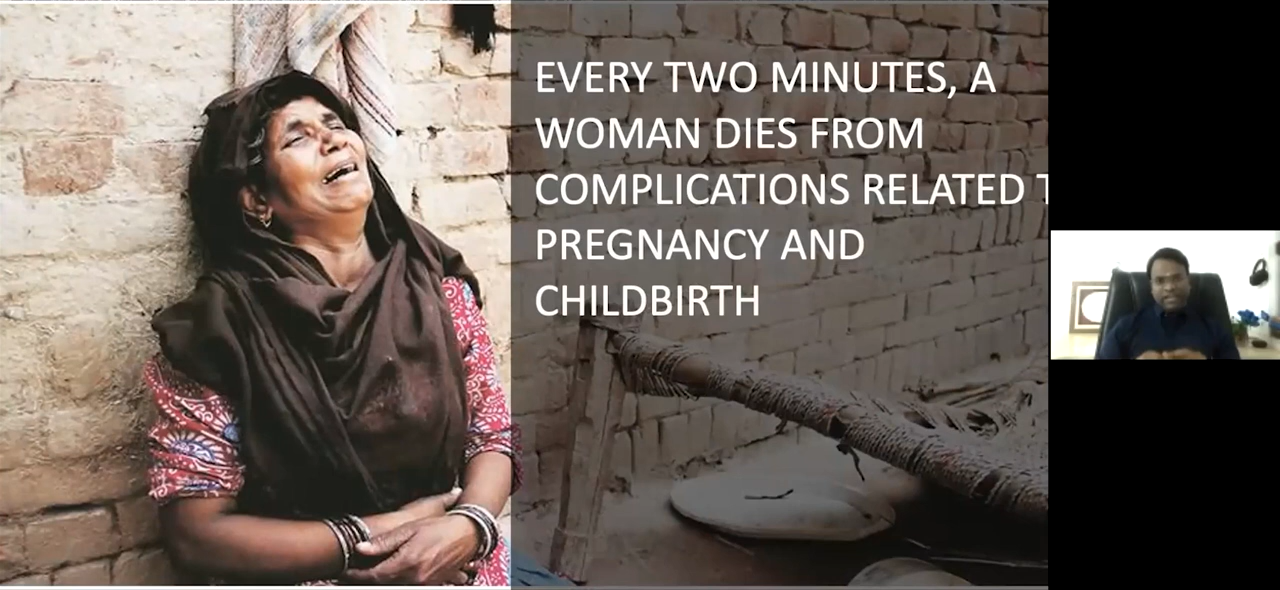 EVERY TWO MINUTES, A
WOMAN DIES FROM
COMPLICATIONS RELATED T
PREGNANCY AND
CHILDBIRTH